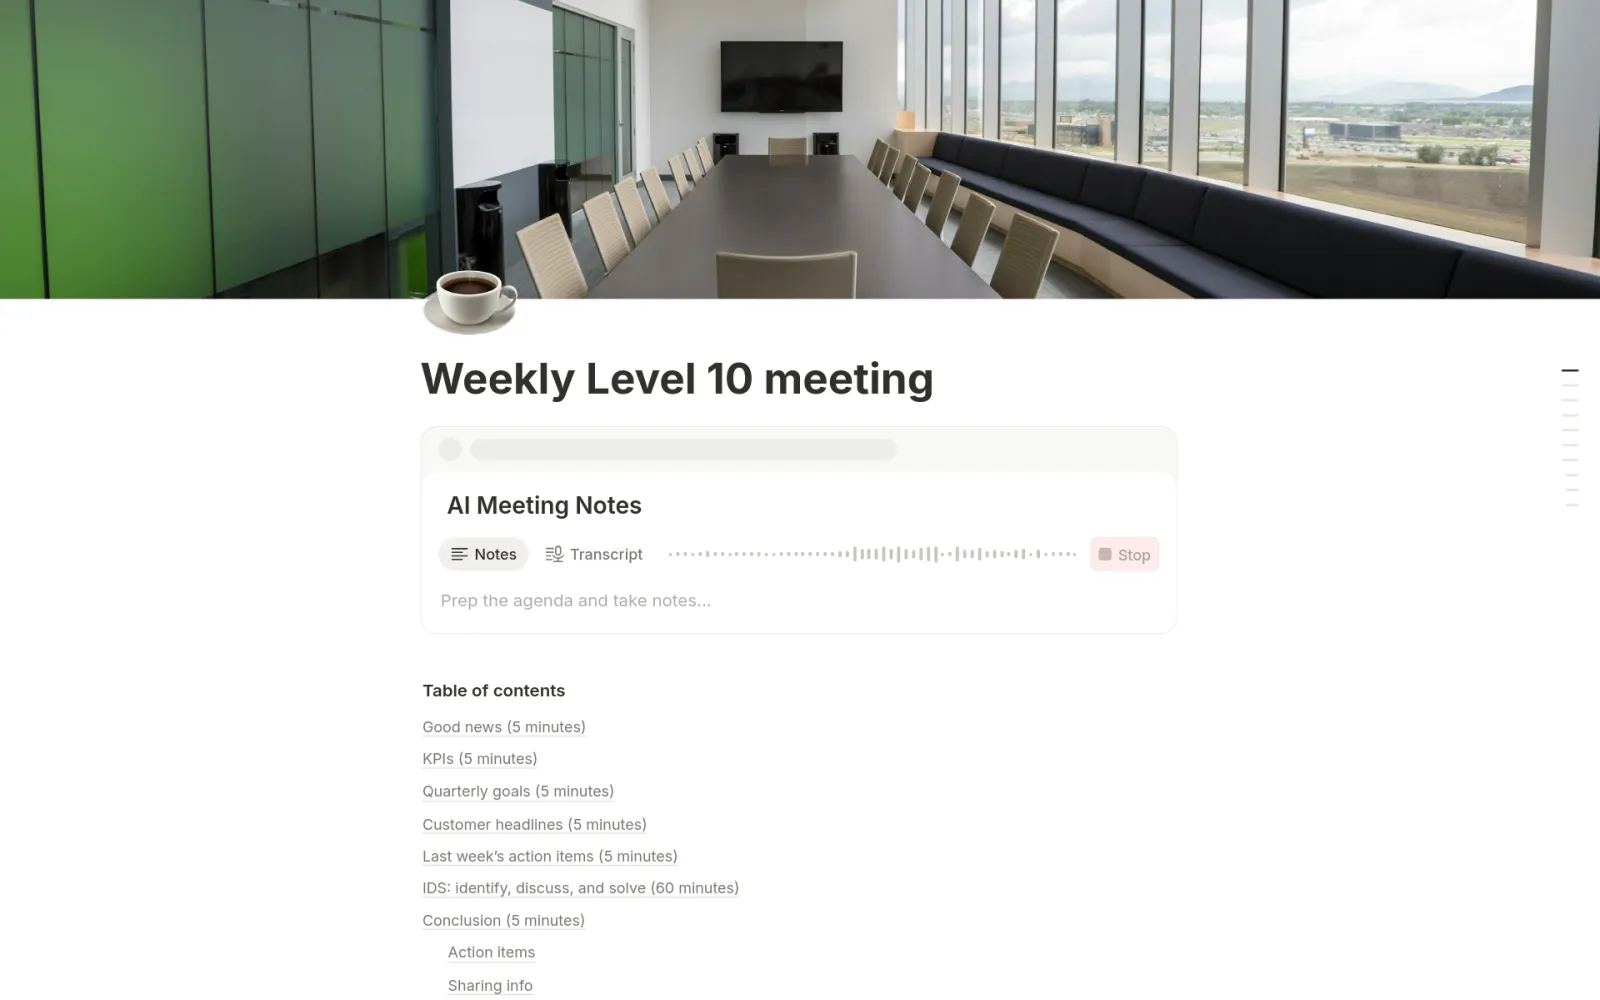 Weekly Level 10 meeting
AI Meeting Notes
Notes
Transcript
Stop
Prep the agenda and take notes...
Table of contents
Good news (5 minutes)
KPIs (5 minutes)
Quarterly goals (5 minutes)
Customer headlines (5 minutes)
Last week’s action items (5 minutes)
IDS: identify, discuss, and solve (60 minutes)
Conclusion (5 minutes)
Action items
Sharing info